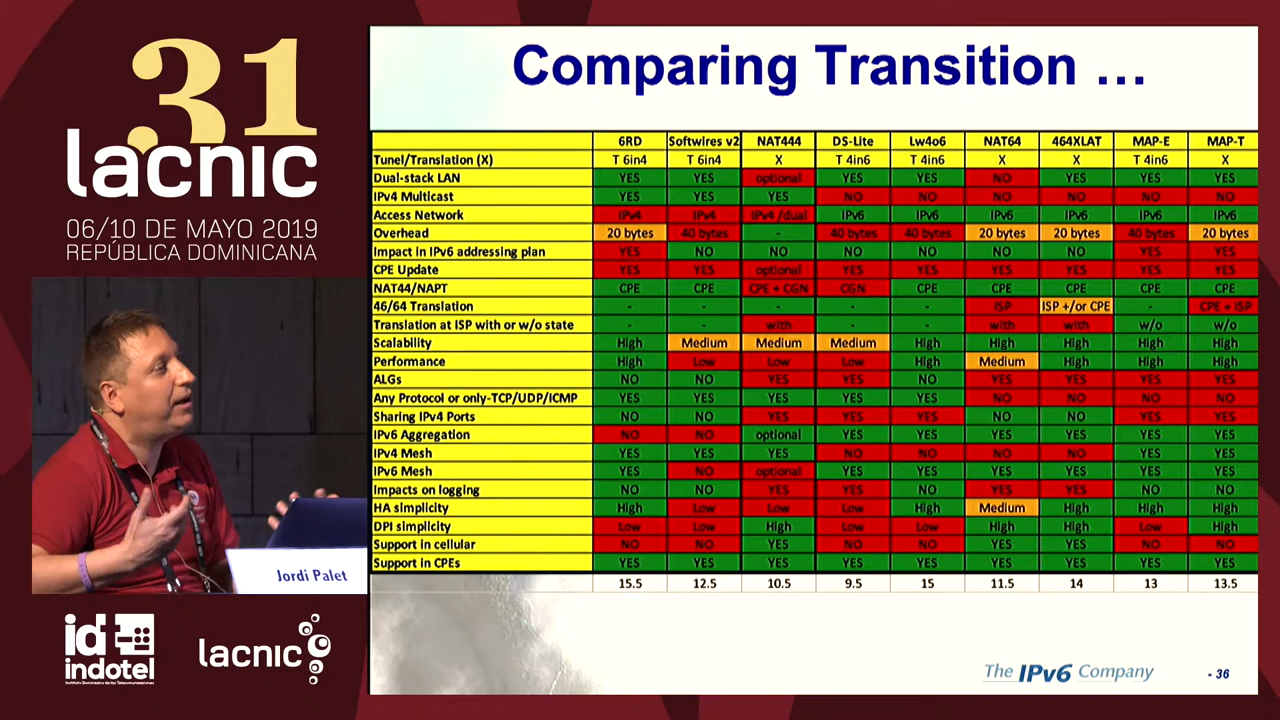 31
lacnic
06/10 DE MAYO 2019
REPÚBLICA DOMINICANA
Jordi Palet
id
indotel
lacnic
Comparing Transition ...
6RD Softwires v2 NAT444 DS-Lite Lw4o6 NAT64 464XLAT MAP-E MAP-T
Tunel/Translation (X) T 6in4 T 6in4 X T 4in6 T 4in6 X X T 4in6 X
Dual-stack LAN YES YES optional YES YES NO YES YES YES
IPv4 Multicast YES YES YES NO NO NO NO NO NO
Access Network IPv4 IPv4 IPv4 /dual IPv6 IPv6 IPv6 IPv6 IPv6 IPv6
Overhead 20 bytes 40 bytes - 40 bytes 40 bytes 20 bytes 20 bytes 40 bytes 20 bytes
Impact in IPv6 addressing plan YES NO NO NO NO NO NO YES YES
CPE Update YES YES optional YES YES YES YES YES YES
NAT44/NAPT CPE CPE CPE + CGN CGN CPE CPE CPE CPE CPE
46/64 Translation - - - - - ISP ISP +/or CPE - CPE + ISP
Translation at ISP with or w/o state - - with - - with with w/o w/o
Scalability High Medium Medium Medium High High High High High
Performance High Low Low Low High Medium High High High
ALGs NO NO YES YES NO YES YES YES YES
Any Protocol or only-TCP/UDP/ICMP YES YES YES YES YES NO NO NO NO
Sharing IPv4 Ports NO NO YES YES YES NO NO YES YES
IPv6 Aggregation NO NO optional YES YES YES YES YES YES
IPv4 Mesh YES YES YES NO NO NO NO YES YES
IPv6 Mesh YES NO optional YES YES YES YES YES YES
Impacts on logging NO NO YES YES NO YES YES NO NO
HA simplicity High Low Low Low High Medium High High High
DPI simplicity Low Low High Low Low High High Low High
Support in cellular NO NO YES NO NO YES YES NO NO
Support in CPEs YES YES YES YES YES YES YES YES YES
15.5 12.5 10.5 9.5 15 11.5 14 13 13.5
The IPv6 Company
- 36